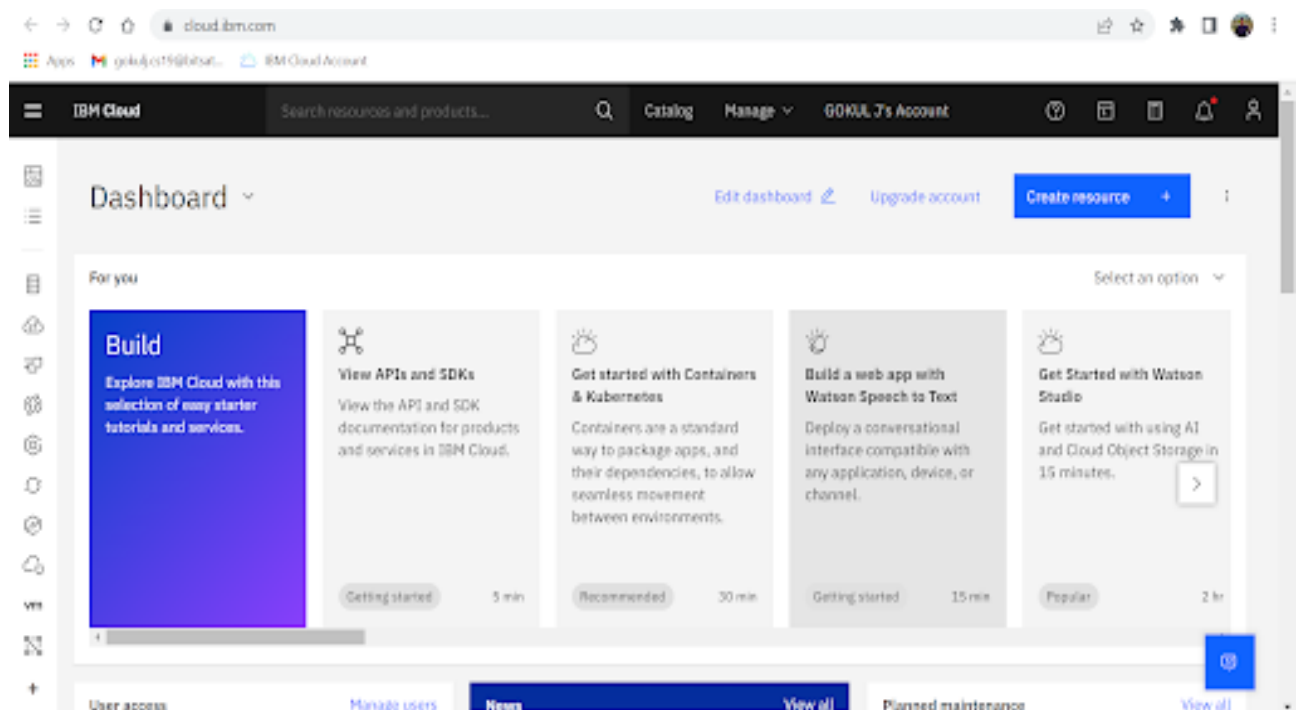 cloud.ibm.com
Apps
IBM Cloud Account
IBM Cloud
Search resources and products...
Catalog
Manage
GOKUL J's Account
Dashboard
Edit dashboard
Upgrade account
Create resource +
For you
Select an option
Build
Explore IBM Cloud with this
selection of easy starter
tutorials and services.
View APIs and SDKs
View the API and SDK
documentation for products
and services in IBM Cloud.
Getting started
5 min
Get started with Containers
& Kubernetes
Containers are a standard
way to package apps, and
their dependencies, to allow
seamless movement
between environments.
Recommended
30 min
Build a web app with
Watson Speech to Text
Deploy a conversational
interface compatible with
any application, device, or
channel.
Getting started
15 min
Get Started with Watson
Studio
Get started with using AI
and Cloud Object Storage in
15 minutes.
Popular
2 hr
User access
Manage users
News
View all
Planned maintenance
View all